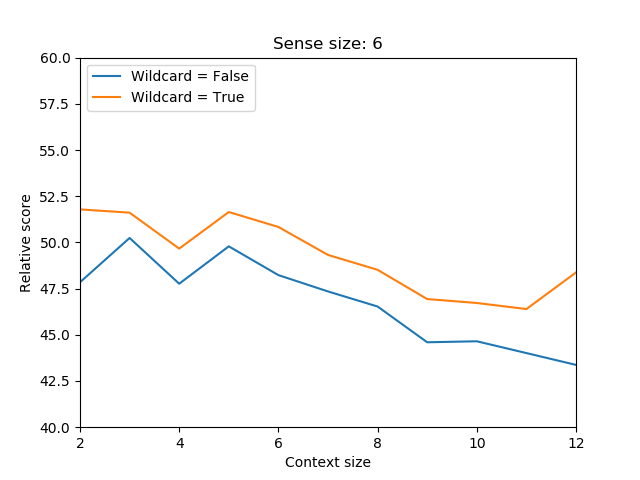 Sense size: 6
Wildcard = False
Wildcard = True
60.0
57.5
55.0
52.5
50.0
47.5
45.0
42.5
40.0
Relative score
2 4 6 8 10 12
Context size